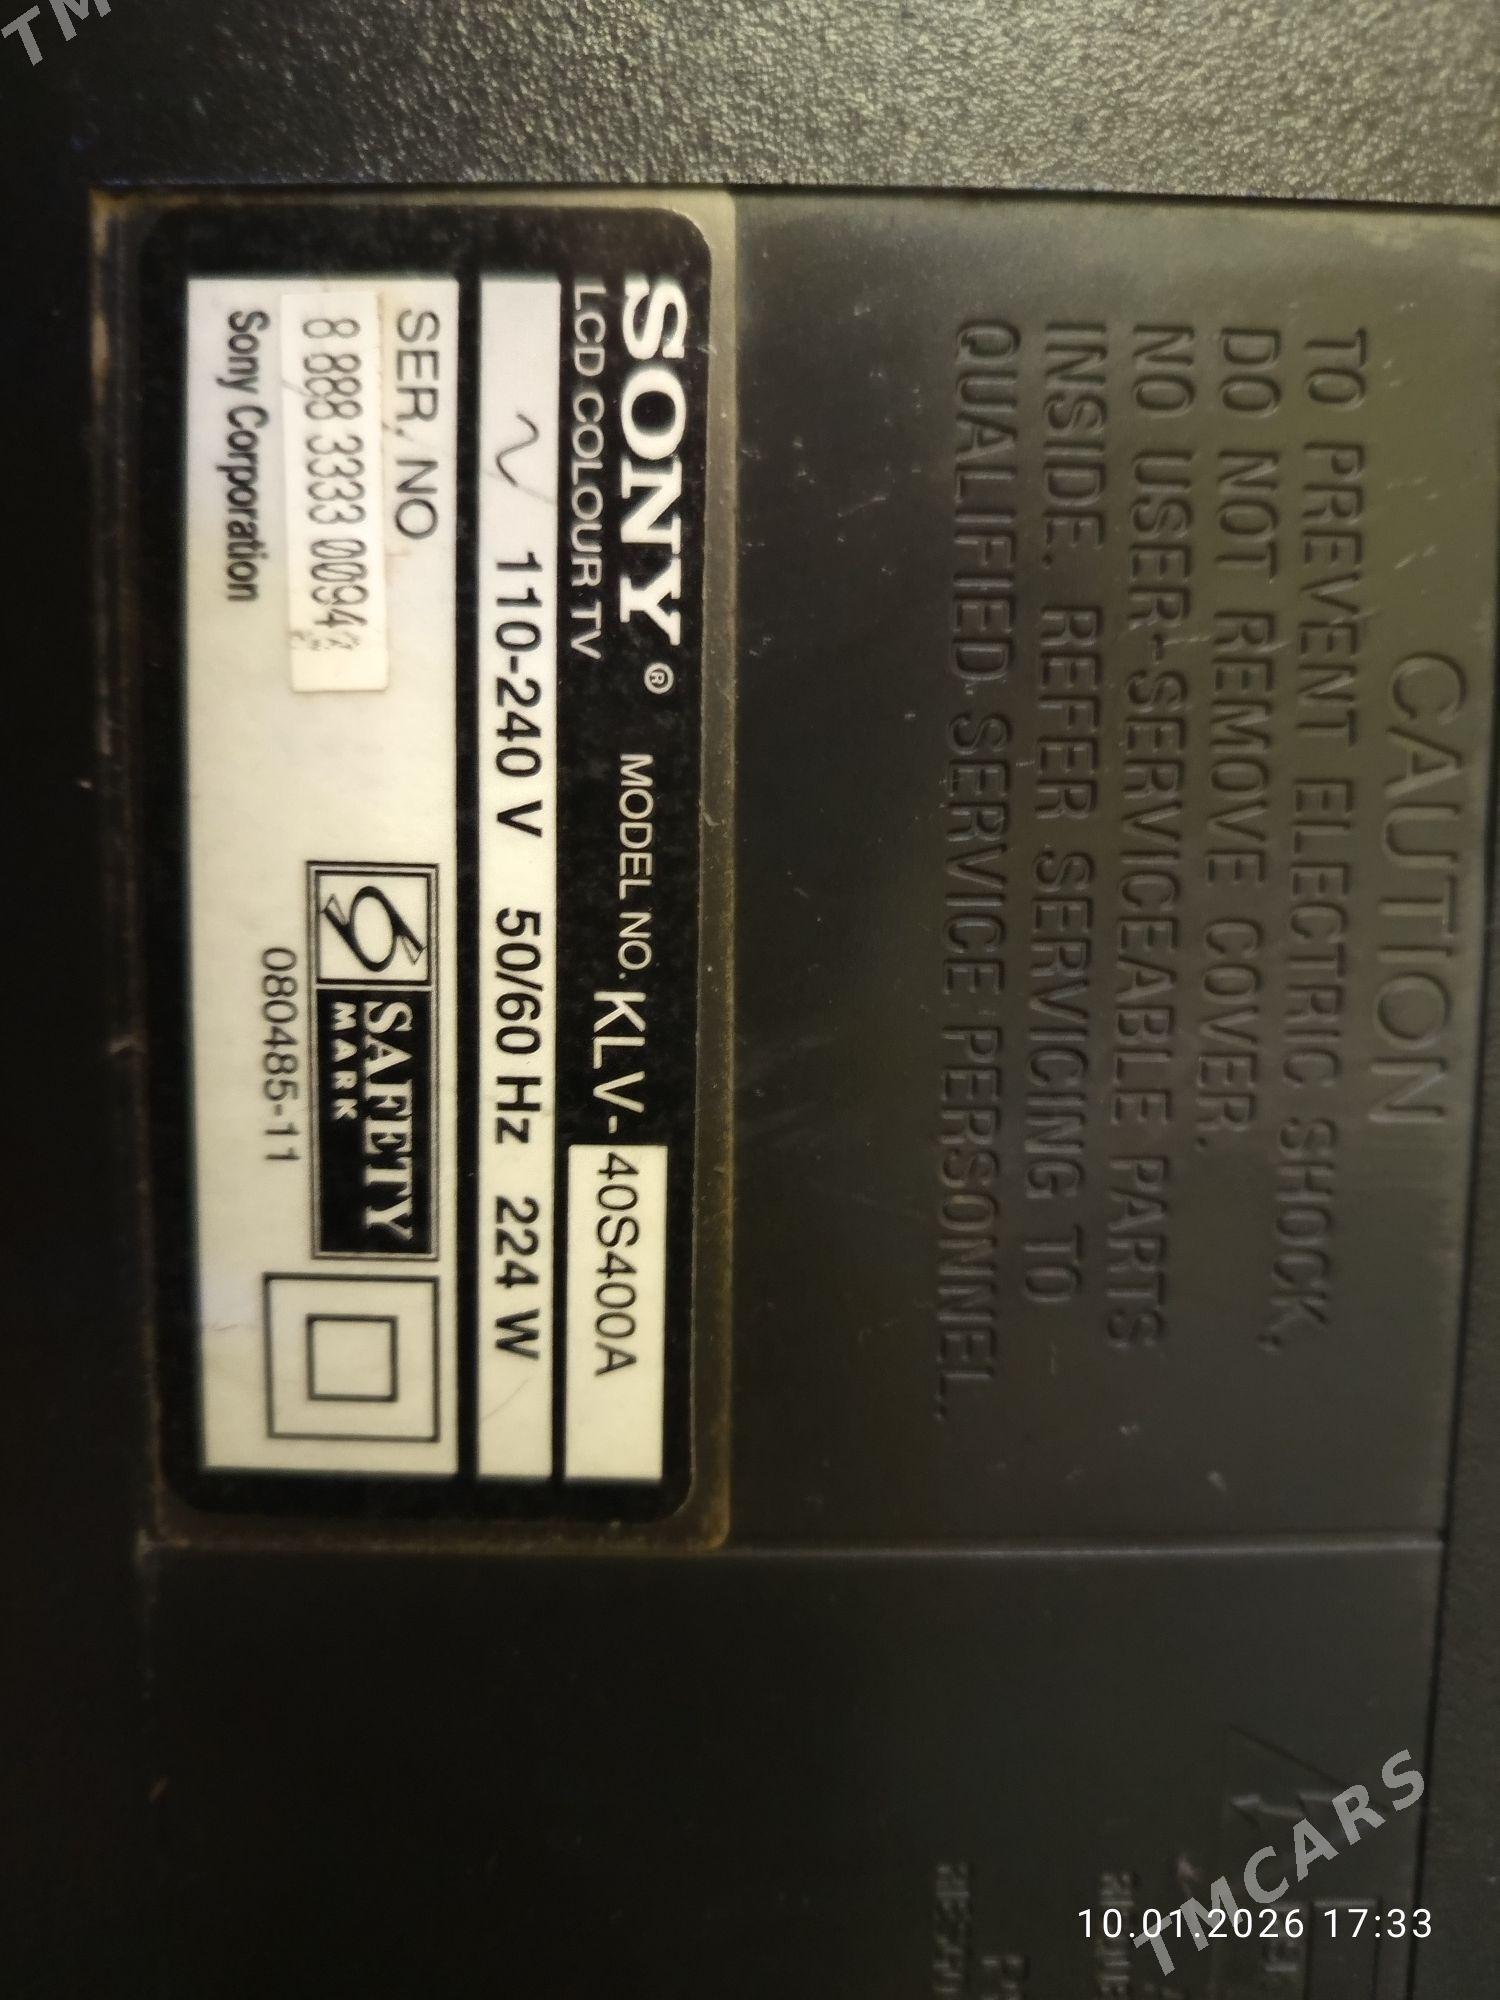 CAUTION
TO PREVENT ELECTRIC SHOCK,
DO NOT REMOVE COVER.
NO USER-SERVICEABLE PARTS
INSIDE. REFER SERVICING TO
QUALIFIED SERVICE PERSONNEL.
SONY® MODEL NO. KLV-40S400A
LCD COLOUR TV
110-240 V 50/60 Hz 224 W
SER. NO
8 888 3333 0094
SAFETY
MARK
Sony Corporation
080485-11
TMCARS
10.01.2026 17:33